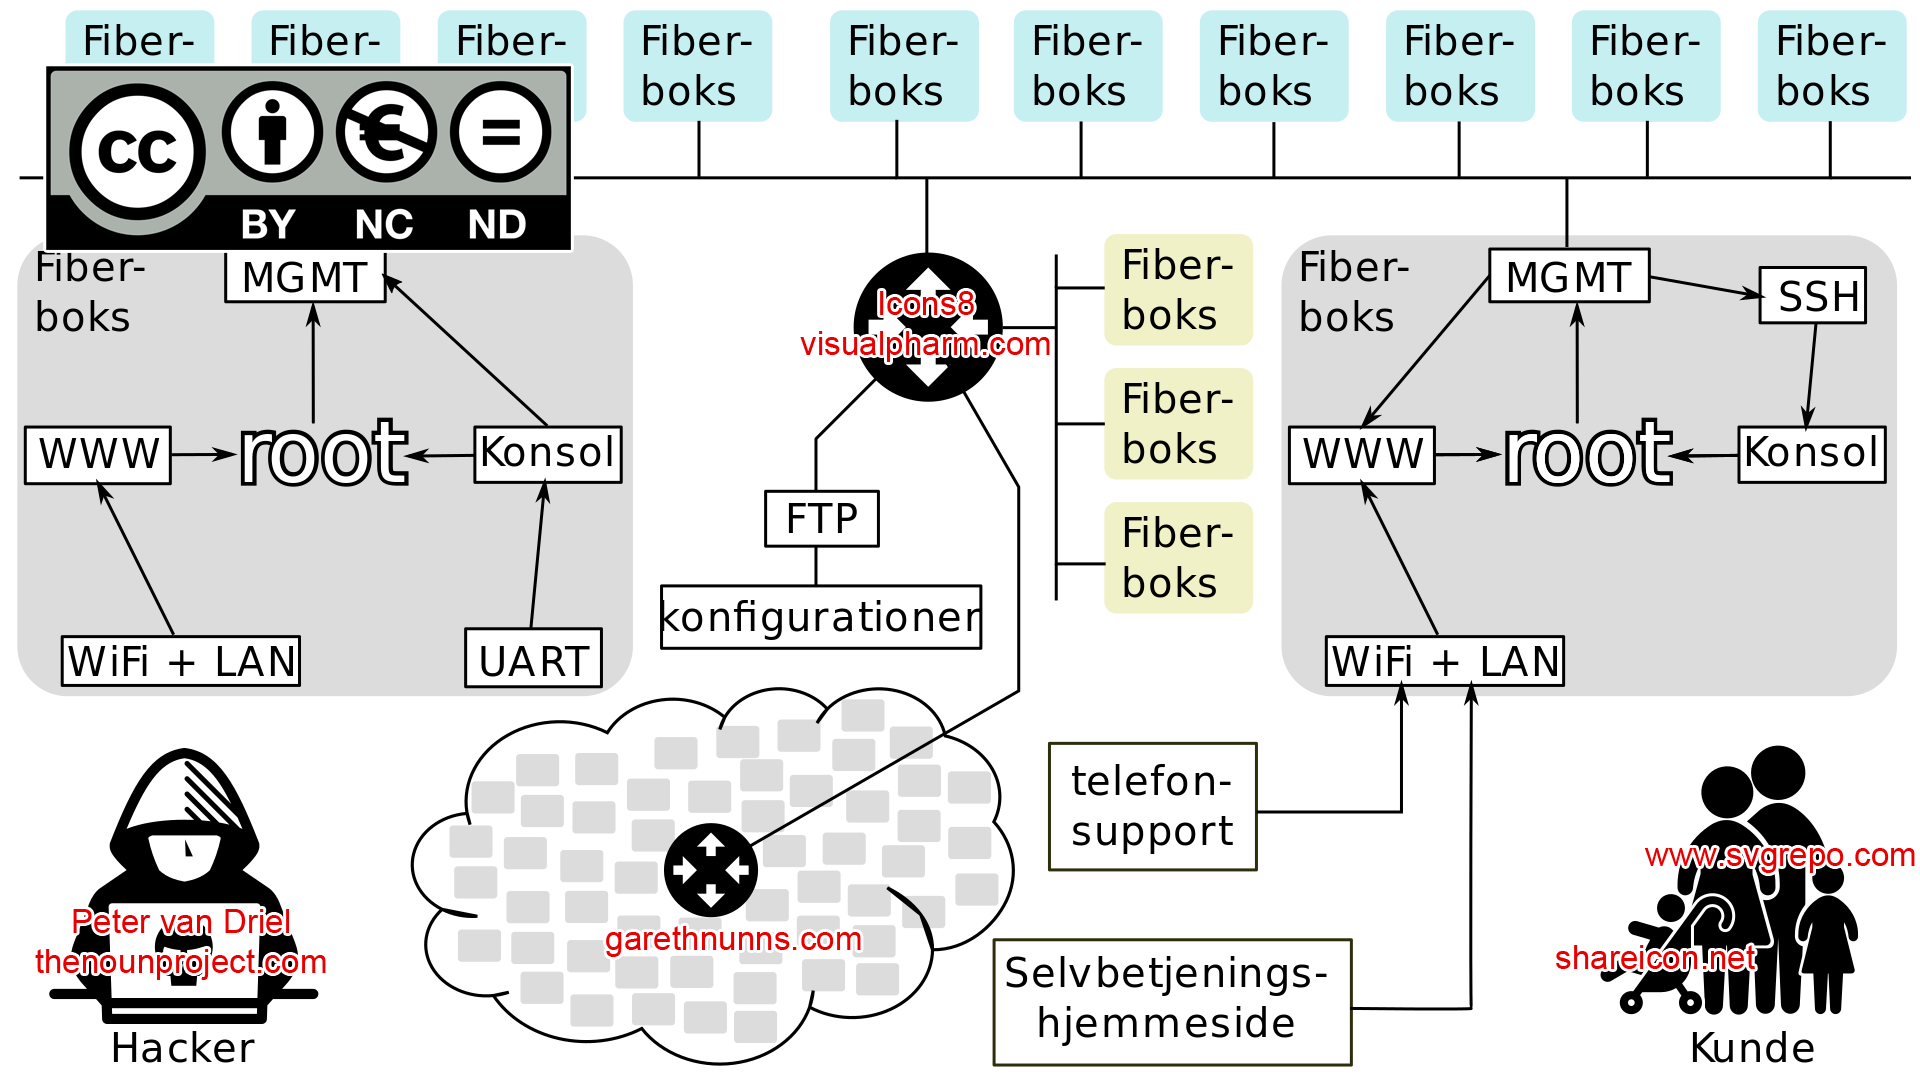 Fiber-
Fiber-
Fiber-
Fiber-
boks
Fiber-
boks
Fiber-
boks
Fiber-
boks
Fiber-
boks
Fiber-
boks
Fiber-
boks
cc
BY NC ND
Fiber-
boks
MGMT
WWW
root
Konsol
WiFi + LAN
UART
Icons8
visualpharm.com
FTP
konfigurationer
Fiber-
boks
Fiber-
boks
Fiber-
boks
Fiber-
boks
MGMT
SSH
WWW
root
Konsol
WiFi + LAN
telefon-
support
Selvbetjenings-
hjemmeside
garethnunns.com
Peter van Driel
thenounproject.com
Hacker
www.svgrepo.com
shareicon.net
Kunde